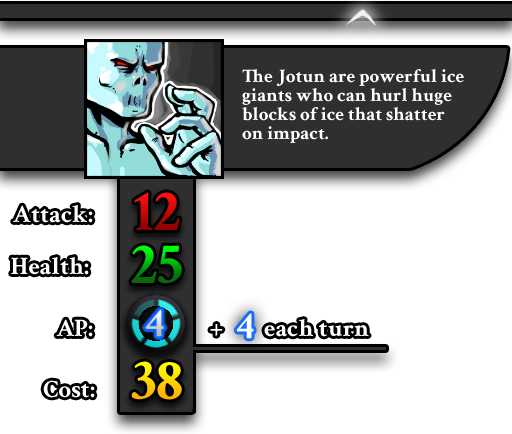 The Jotun are powerful ice
giants who can hurl huge
blocks of ice that shatter
on impact.
Attack: 12
Health: 25
AP: 4 + 4 each turn
Cost: 38